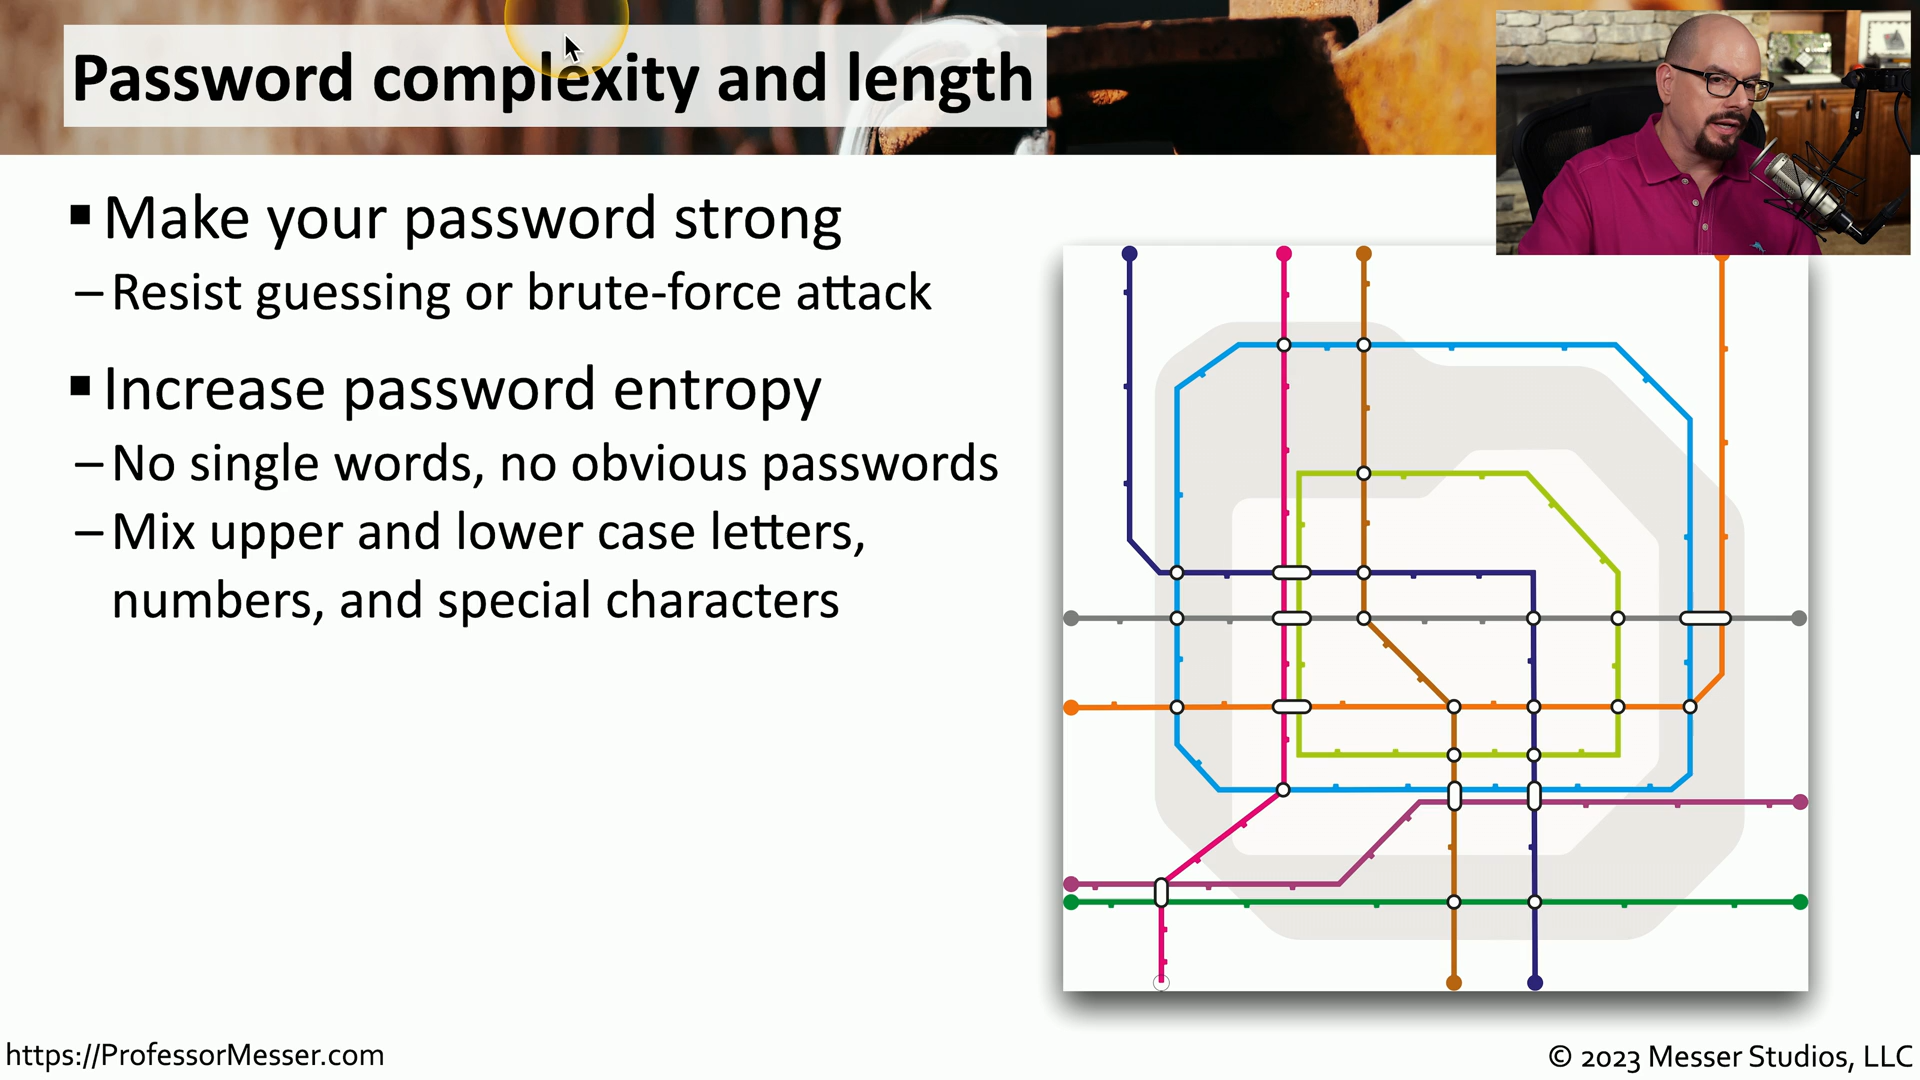 Password complexity and length
▪ Make your password strong
– Resist guessing or brute-force attack
▪ Increase password entropy
– No single words, no obvious passwords
– Mix upper and lower case letters,
numbers, and special characters
https://ProfessorMesser.com
© 2023 Messer Studios, LLC